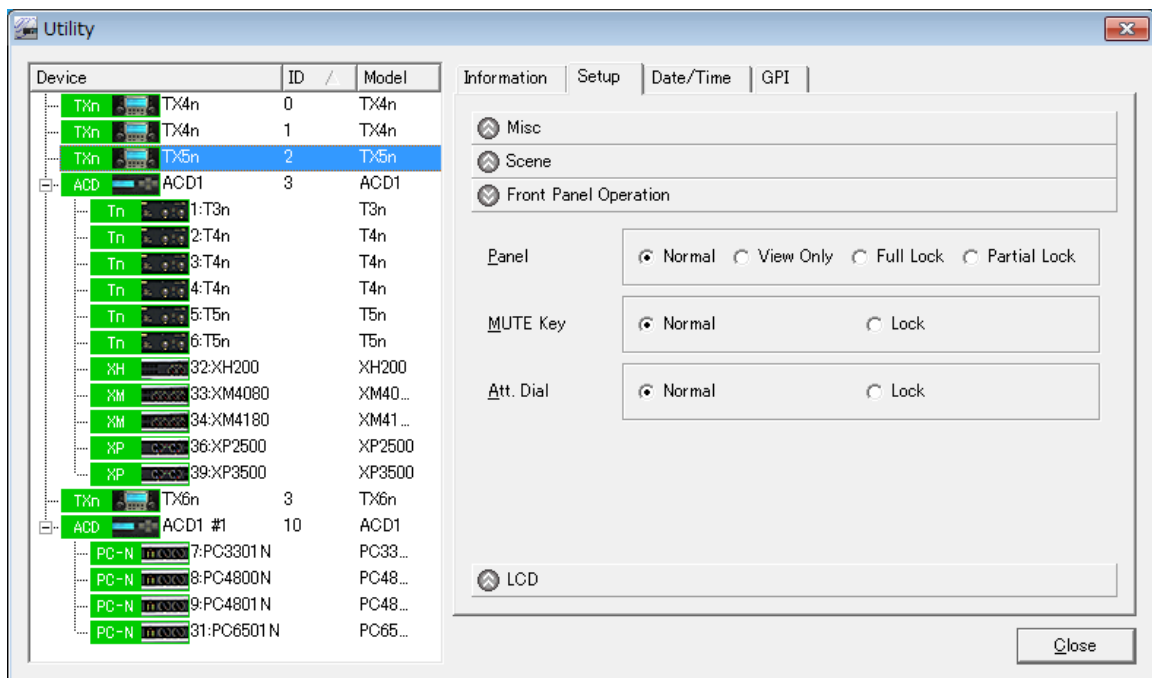 Utility
Device ID Model
TXn TX4n 0 TX4n
TXn TX4n 1 TX4n
TXn TX5n 2 TX5n
ACD ACD1 3 ACD1
Tn 1:T3n T3n
Tn 2:T4n T4n
Tn 3:T4n T4n
Tn 4:T4n T4n
Tn 5:T5n T5n
Tn 6:T5n T5n
XH 32:XH200 XH200
XM 33:XM4080 XM40...
XM 34:XM4180 XM41...
XP 36:XP2500 XP2500
XP 39:XP3500 XP3500
TXn TX6n 3 TX6n
ACD ACD1 #1 10 ACD1
PC-N 7:PC3301N PC33...
PC-N 8:PC4800N PC48...
PC-N 9:PC4801N PC48...
PC-N 31:PC6501N PC65...
Information Setup Date/Time GPI
Misc
Scene
Front Panel Operation
Panel Normal View Only Full Lock Partial Lock
MUTE Key Normal Lock
Att. Dial Normal Lock
LCD
Close